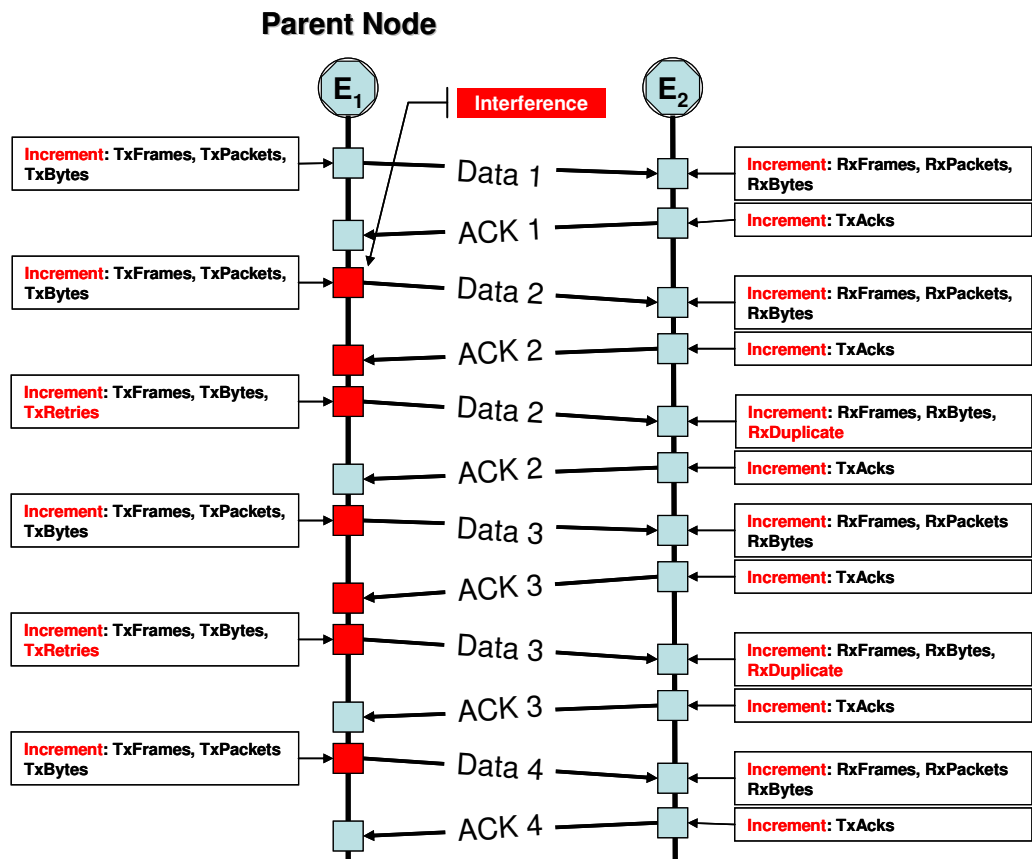 Parent Node
E1
E2
Interference
Increment: TxFrames, TxPackets,
TxBytes
Data 1
Increment: RxFrames, RxPackets,
RxBytes
ACK 1
Increment: TxAcks
Increment: TxFrames, TxPackets,
TxBytes
Data 2
Increment: RxFrames, RxPackets,
RxBytes
ACK 2
Increment: TxAcks
Increment: TxFrames, TxBytes,
TxRetries
Data 2
Increment: RxFrames, RxBytes,
RxDuplicate
ACK 2
Increment: TxAcks
Increment: TxFrames, TxPackets,
TxBytes
Data 3
Increment: RxFrames, RxPackets
RxBytes
ACK 3
Increment: TxAcks
Increment: TxFrames, TxBytes,
TxRetries
Data 3
Increment: RxFrames, RxBytes,
RxDuplicate
ACK 3
Increment: TxAcks
Increment: TxFrames, TxPackets
TxBytes
Data 4
Increment: RxFrames, RxPackets
RxBytes
ACK 4
Increment: TxAcks